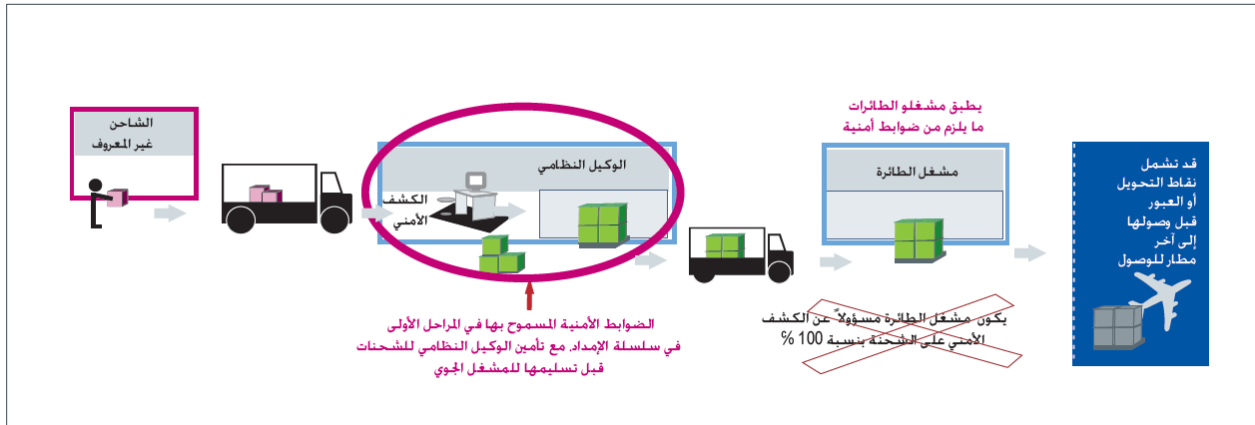 الشاحن
غير المعروف
الكشف
الأمني
الوكيل النظامي
الضوابط الأمنية المسموح بها في المراحل الأولى
في سلسلة الإمداد، مع تأمين الوكيل النظامي للشحنات
قبل تسليمها للمشغل الجوي
يطبق مشغلو الطائرات
ما يلزم من ضوابط أمنية
مشغل الطائرة
يكون مشغل الطائرة مسؤولاً عن الكشف
الأمني على الشحنة بنسبة 100 %
قد تشمل
نقاط التحويل
أو العبور
قبل وصولها
إلى آخر
مطار للوصول